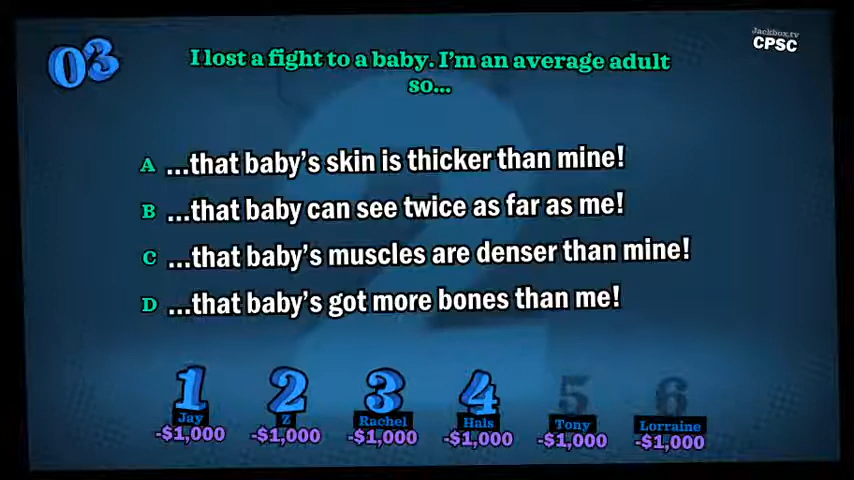 03
I lost a fight to a baby. I'm an average adult
so...
Jackbox.tv
CPSC
A ...that baby's skin is thicker than mine!
B ...that baby can see twice as far as me!
C ...that baby's muscles are denser than mine!
D ...that baby's got more bones than me!
1 2 3 4 5 6
Jay Z Rachel Hals Tony Lorraine
-$1,000 -$1,000 -$1,000 -$1,000 -$1,000 -$1,000